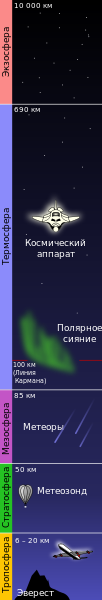 10 000 км
Экзосфера
690 км
Термосфера
Космический
аппарат
Полярное
сияние
100 км
(Линия
Кармана)
85 км
Мезосфера
Метеоры
50 км
Стратосфера
Метеозонд
6 – 20 км
Тропосфера
Эверест